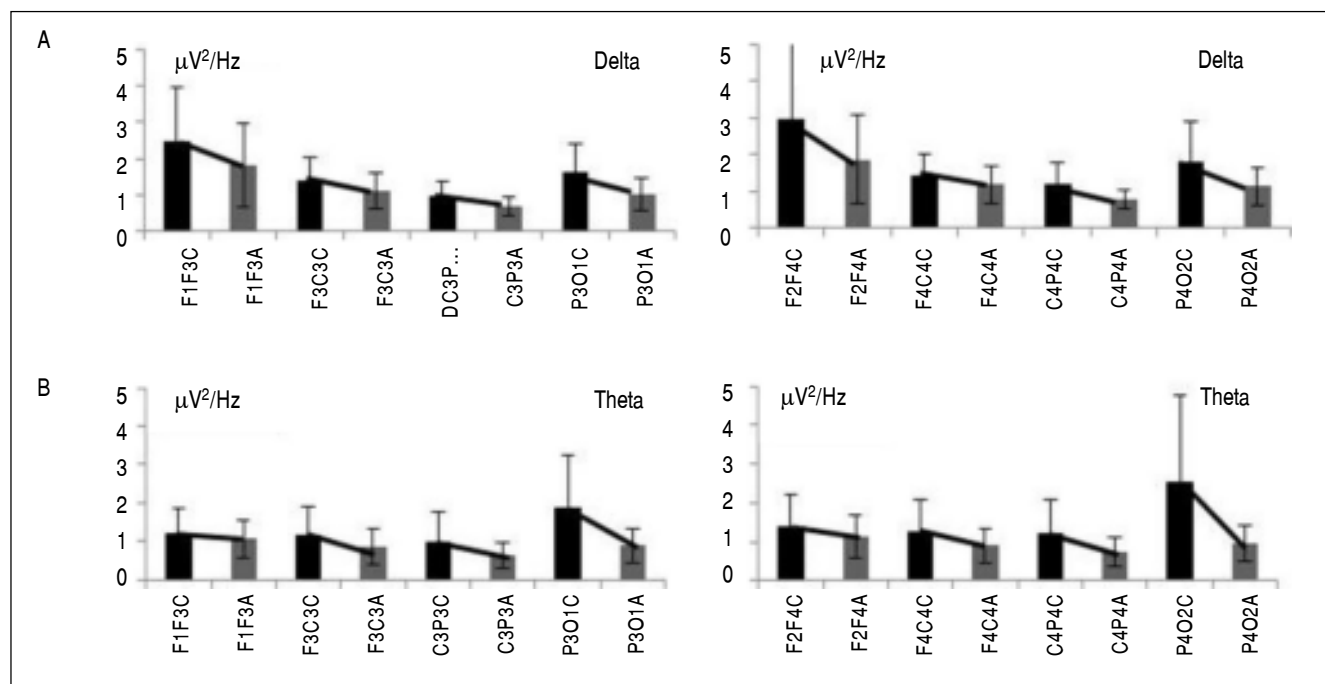 A
μV²/Hz Delta
5
4
3
2
1
0
F1F3C F1F3A F3C3C F3C3A DC3P... C3P3A P3O1C P3O1A
μV²/Hz Delta
5
4
3
2
1
0
F2F4C F2F4A F4C4C F4C4A C4P4C C4P4A P4O2C P4O2A
B
μV²/Hz Theta
5
4
3
2
1
0
F1F3C F1F3A F3C3C F3C3A C3P3C C3P3A P3O1C P3O1A
μV²/Hz Theta
5
4
3
2
1
0
F2F4C F2F4A F4C4C F4C4A C4P4C C4P4A P4O2C P4O2A